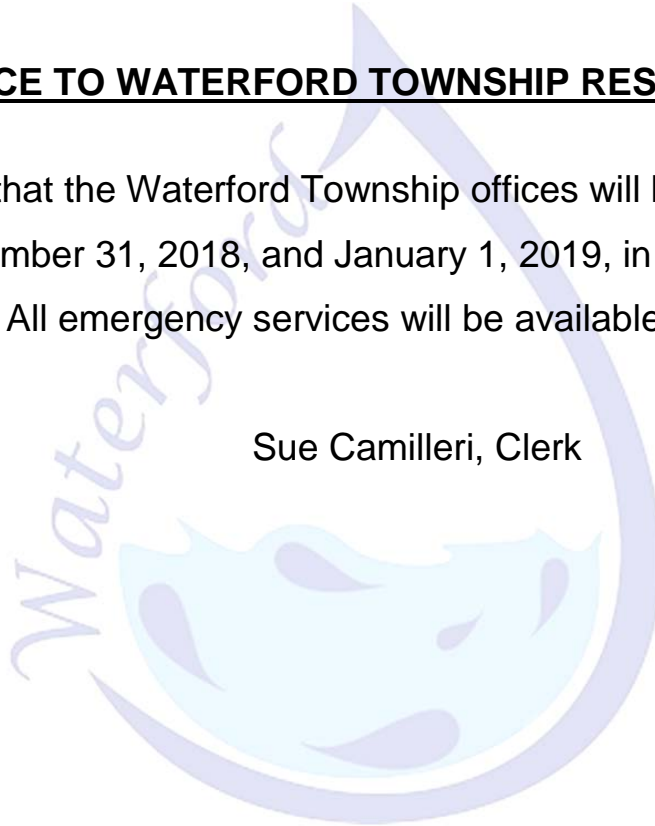 CE TO WATERFORD TOWNSHIP RES
that the Waterford Township offices will
mber 31, 2018, and January 1, 2019, in
All emergency services will be available
Sue Camilleri, Clerk
Waterford